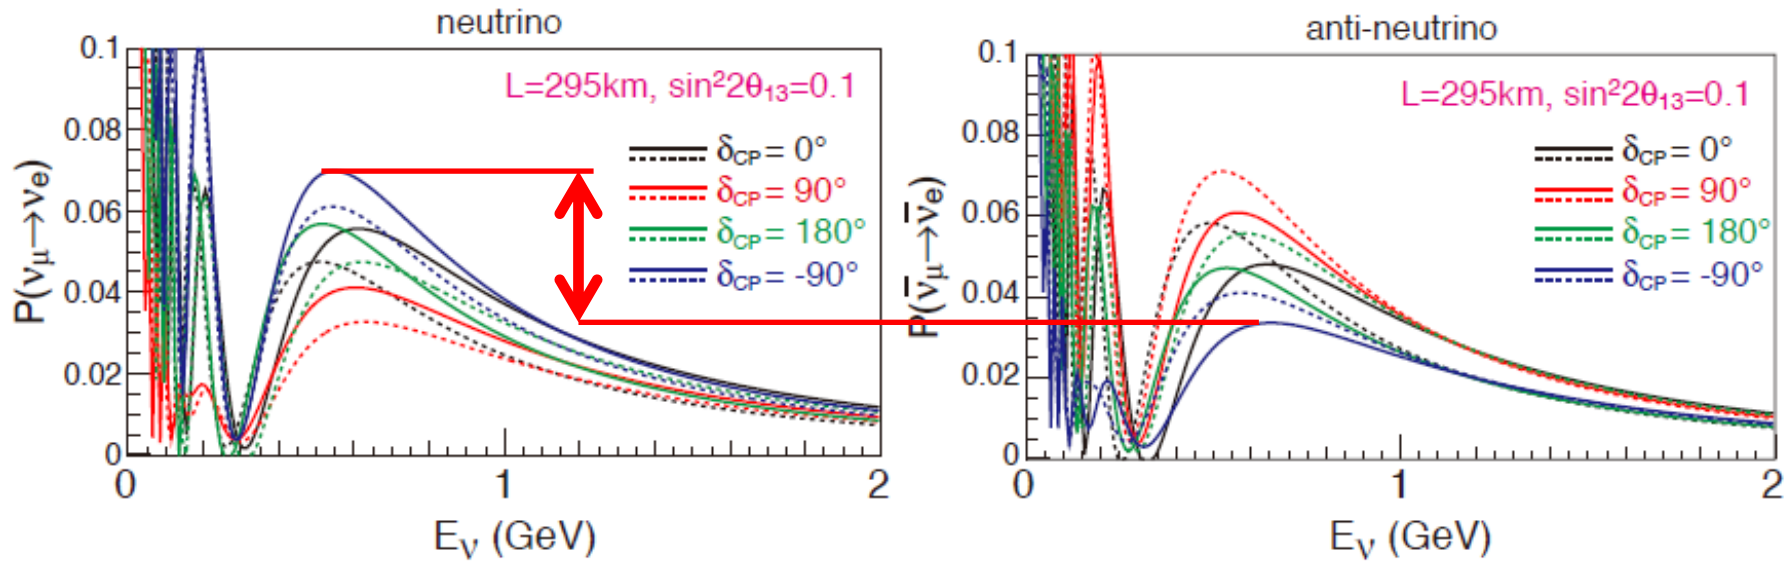 neutrino
0.1
0.08
0.06
0.04
0.02
0
0
1
2
P(νμ→νe)
Eν (GeV)
L=295km, sin²2θ₁₃=0.1
δCP = 0°
δCP = 90°
δCP = 180°
δCP = -90°
anti-neutrino
0.1
0.08
0.06
0.04
0.02
0
0
1
2
P(ν̅μ→ν̅e)
Eν (GeV)
L=295km, sin²2θ₁₃=0.1
δCP = 0°
δCP = 90°
δCP = 180°
δCP = -90°